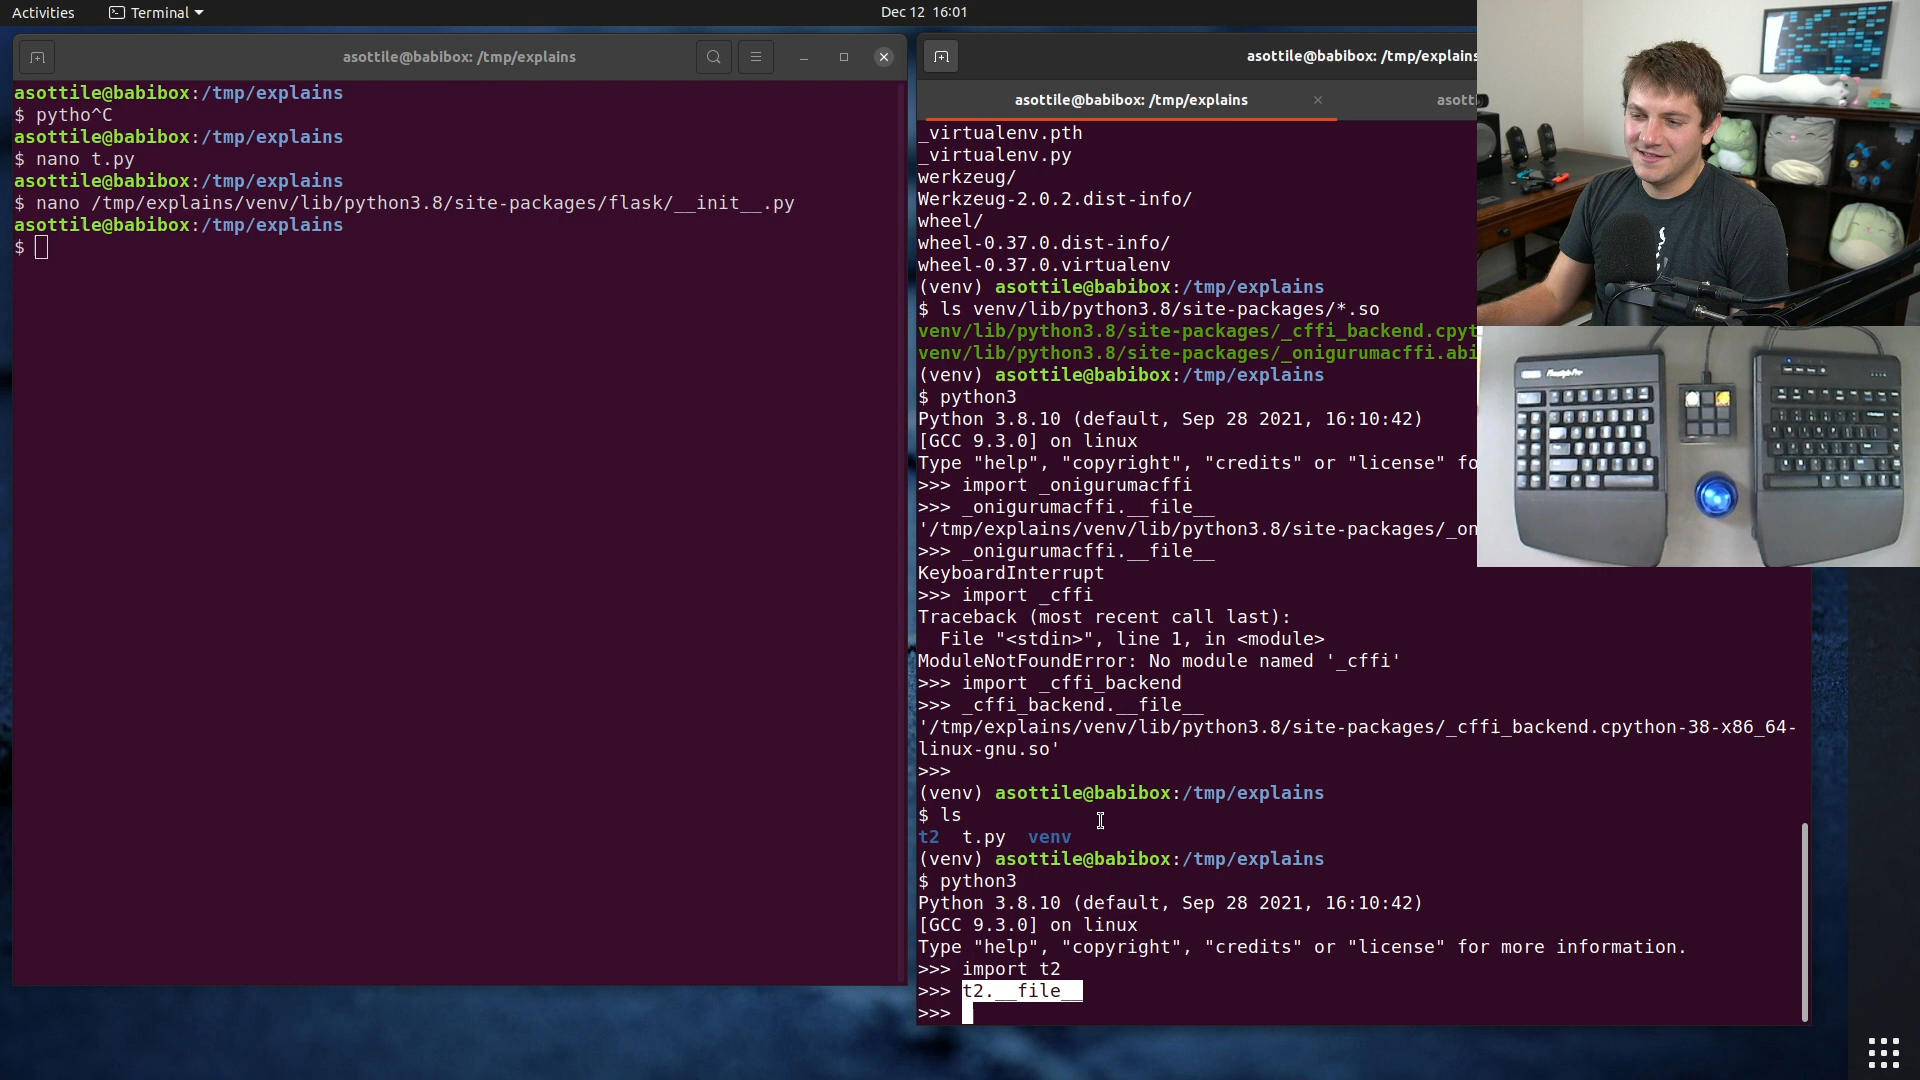 Activities
Terminal
Dec 12 16:01
asottile@babibox: /tmp/explains
asottile@babibox:/tmp/explains
$ pytho^C
asottile@babibox:/tmp/explains
$ nano t.py
asottile@babibox:/tmp/explains
$ nano /tmp/explains/venv/lib/python3.8/site-packages/flask/__init__.py
asottile@babibox:/tmp/explains
$
asottile@babibox: /tmp/explains
asottile@babibox: /tmp/explains
asott
_virtualenv.pth
_virtualenv.py
werkzeug/
Werkzeug-2.0.2.dist-info/
wheel/
wheel-0.37.0.dist-info/
wheel-0.37.0.virtualenv
(venv) asottile@babibox:/tmp/explains
$ ls venv/lib/python3.8/site-packages/*.so
venv/lib/python3.8/site-packages/_cffi_backend.cpyt
venv/lib/python3.8/site-packages/_onigurumacffi.abi
(venv) asottile@babibox:/tmp/explains
$ python3
Python 3.8.10 (default, Sep 28 2021, 16:10:42)
[GCC 9.3.0] on linux
Type "help", "copyright", "credits" or "license" fo
>>> import _onigurumacffi
>>> _onigurumacffi.__file__
'/tmp/explains/venv/lib/python3.8/site-packages/_on
>>> _onigurumacffi.__file__
KeyboardInterrupt
>>> import _cffi
Traceback (most recent call last):
  File "<stdin>", line 1, in <module>
ModuleNotFoundError: No module named '_cffi'
>>> import _cffi_backend
>>> _cffi_backend.__file__
'/tmp/explains/venv/lib/python3.8/site-packages/_cffi_backend.cpython-38-x86_64-
linux-gnu.so'
>>>
(venv) asottile@babibox:/tmp/explains
$ ls
t2  t.py  venv
(venv) asottile@babibox:/tmp/explains
$ python3
Python 3.8.10 (default, Sep 28 2021, 16:10:42)
[GCC 9.3.0] on linux
Type "help", "copyright", "credits" or "license" for more information.
>>> import t2
>>> t2.__file__
>>>